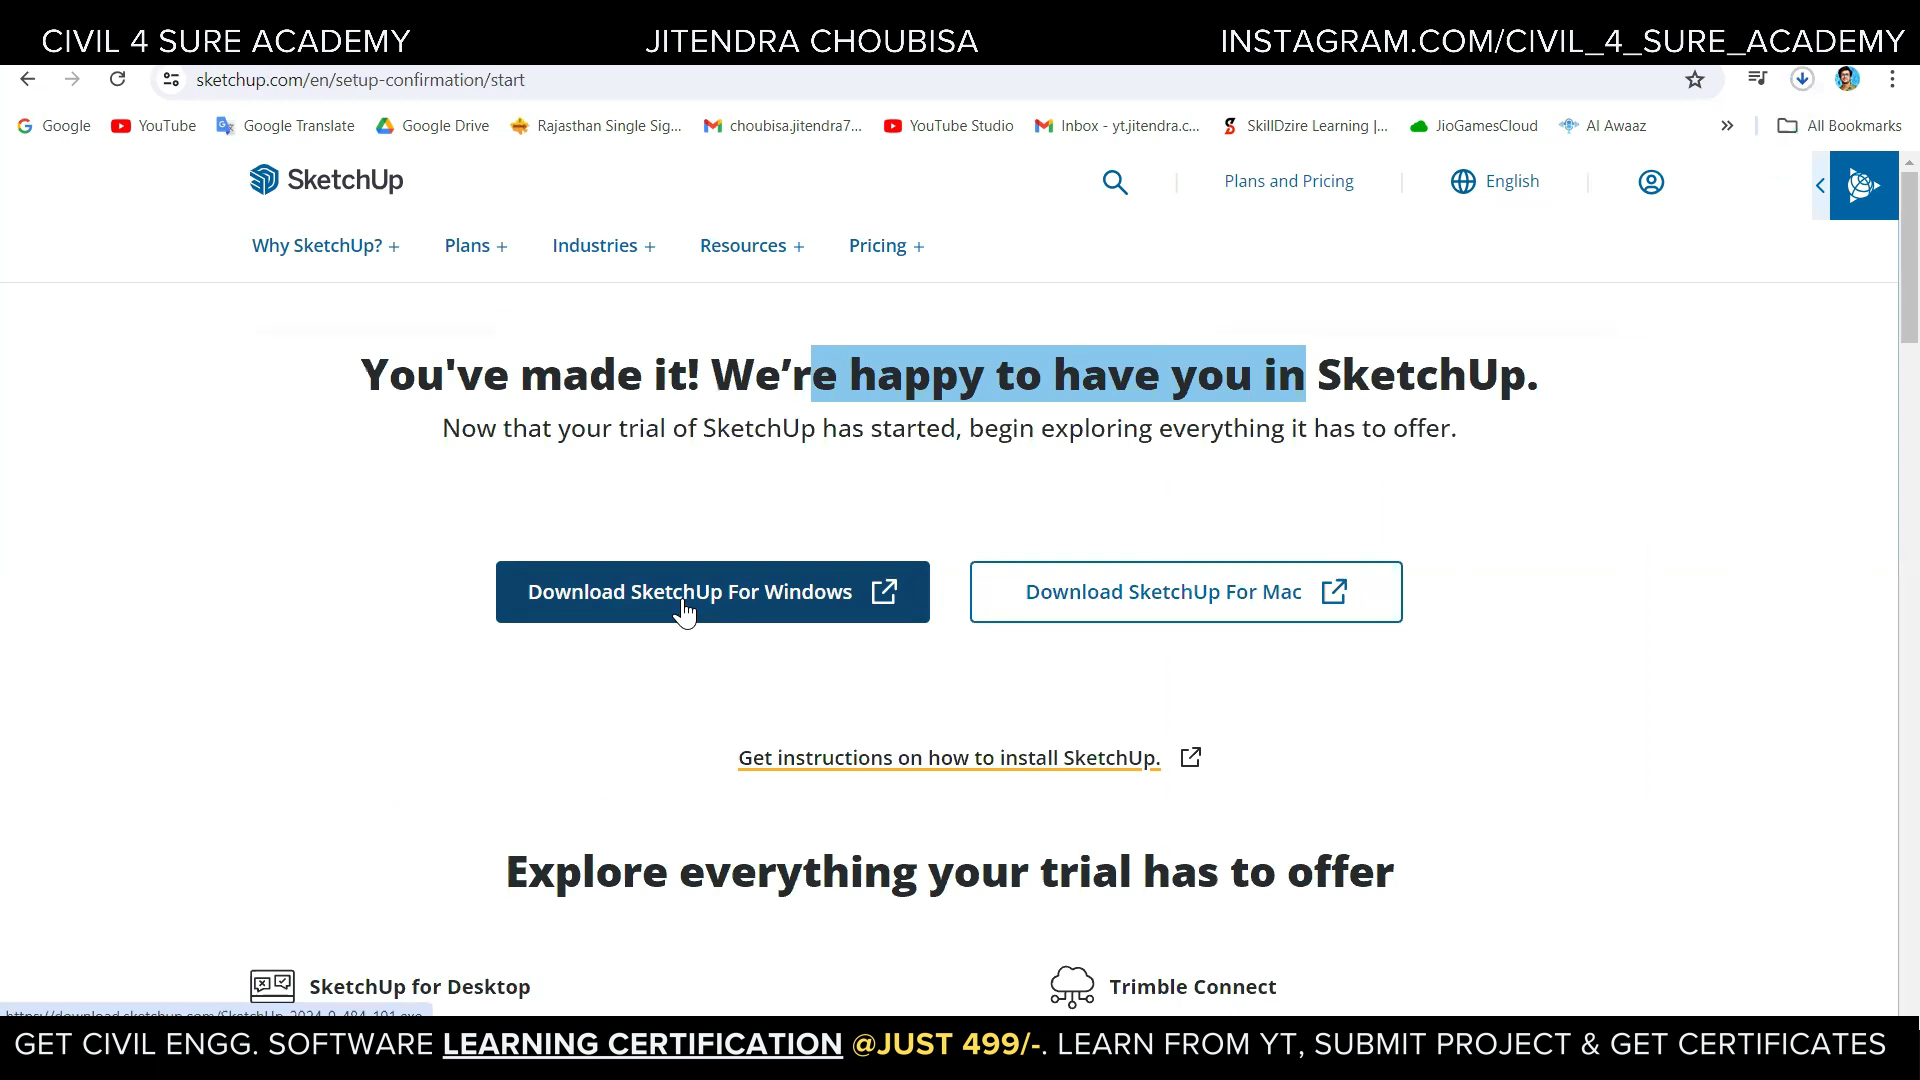 CIVIL 4 SURE ACADEMY JITENDRA CHOUBISA INSTAGRAM.COM/CIVIL_4_SURE_ACADEMY
sketchup.com/en/setup-confirmation/start
Google YouTube Google Translate Google Drive Rajasthan Single Sig... choubisa.jitendra7... YouTube Studio Inbox - yt.jitendra.c... SkillDzire Learning |... JioGamesCloud AI Awaaz » All Bookmarks
SketchUp Plans and Pricing English
Why SketchUp? + Plans + Industries + Resources + Pricing +
You've made it! We’re happy to have you in SketchUp.
Now that your trial of SketchUp has started, begin exploring everything it has to offer.
Download SketchUp For Windows Download SketchUp For Mac
Get instructions on how to install SketchUp.
Explore everything your trial has to offer
SketchUp for Desktop Trimble Connect
GET CIVIL ENGG. SOFTWARE LEARNING CERTIFICATION @JUST 499/-. LEARN FROM YT, SUBMIT PROJECT & GET CERTIFICATES